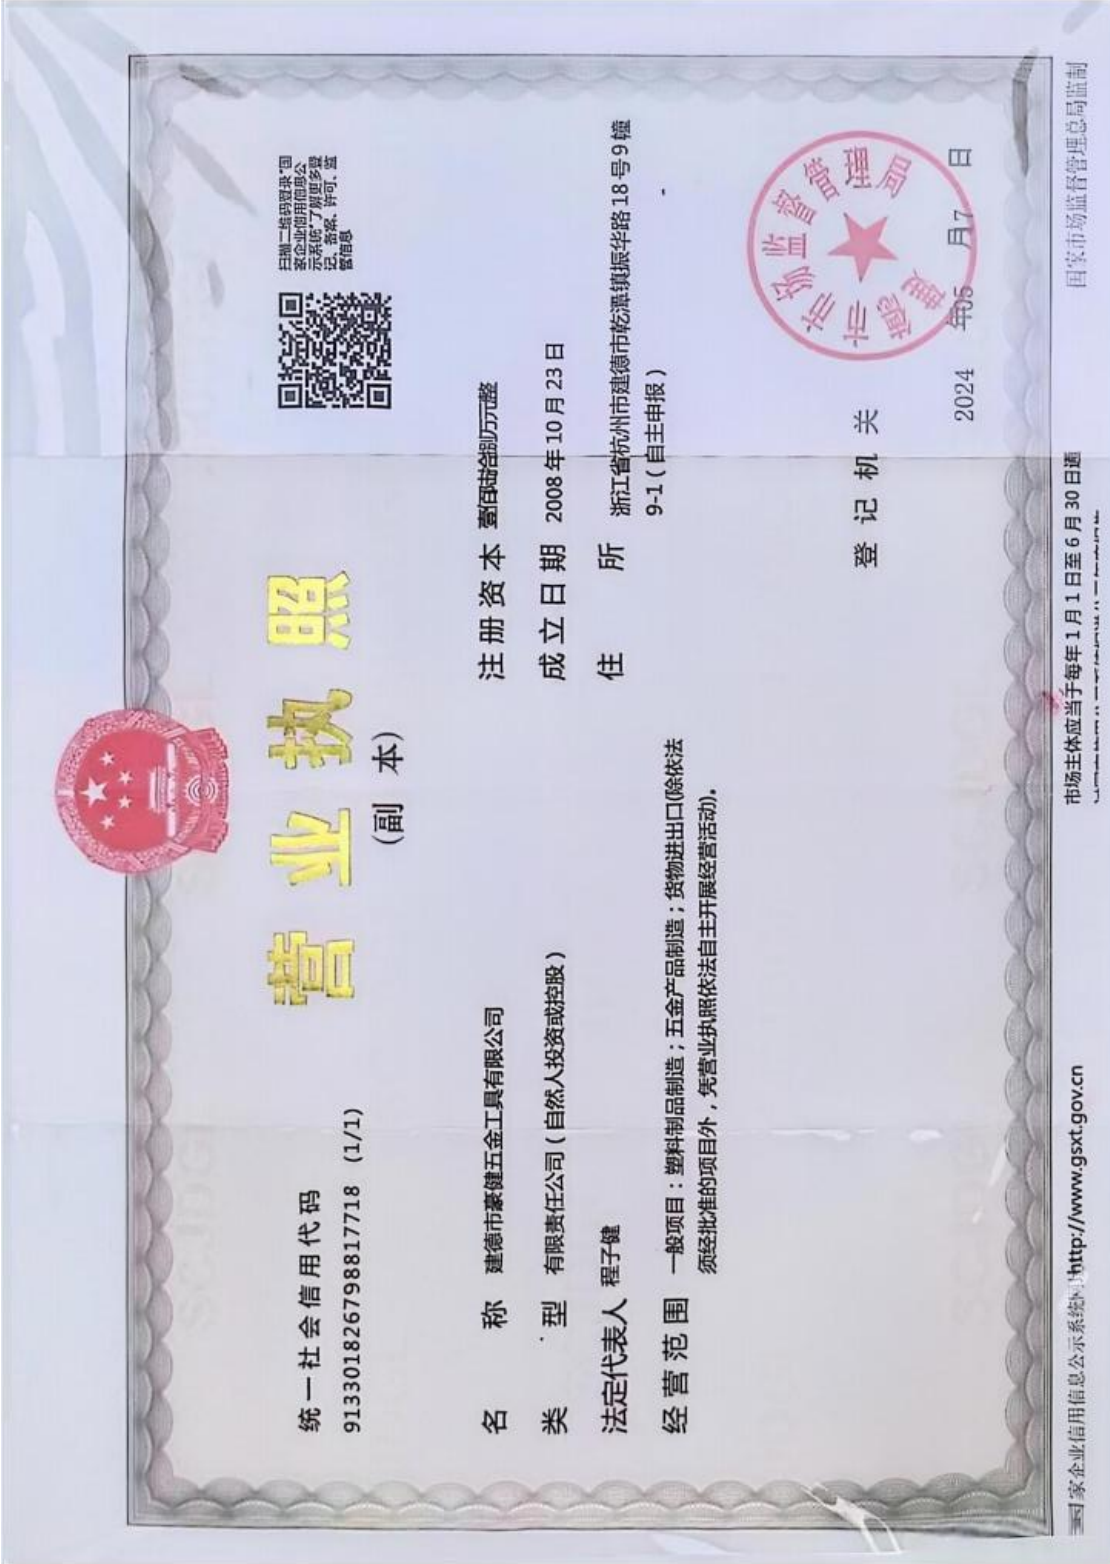 统一社会信用代码
913301826798817718 (1/1)
营业执照
(副 本)
扫描二维码登录“国
家企业信用信息公
示系统”了解更多登
记、备案、许可、监
管信息
名 称 建德市豪健五金工具有限公司
类 型 有限责任公司（自然人投资或控股）
法定代表人 程子健
经营范围 一般项目：塑料制品制造；五金产品制造；货物进出口(除依法
须经批准的项目外，凭营业执照依法自主开展经营活动)。
注册资本 壹佰陆拾捌万元整
成立日期 2008年10月23日
住 所 浙江省杭州市建德市乾潭镇振华路18号9幢
9-1（自主申报）
登记机关
市场监督管理局
2024 年05 月7 日
家企业信用信息公示系统网址http://www.gsxt.gov.cn
市场主体应当于每年1月1日至6月30日通
国家市场监督管理总局监制